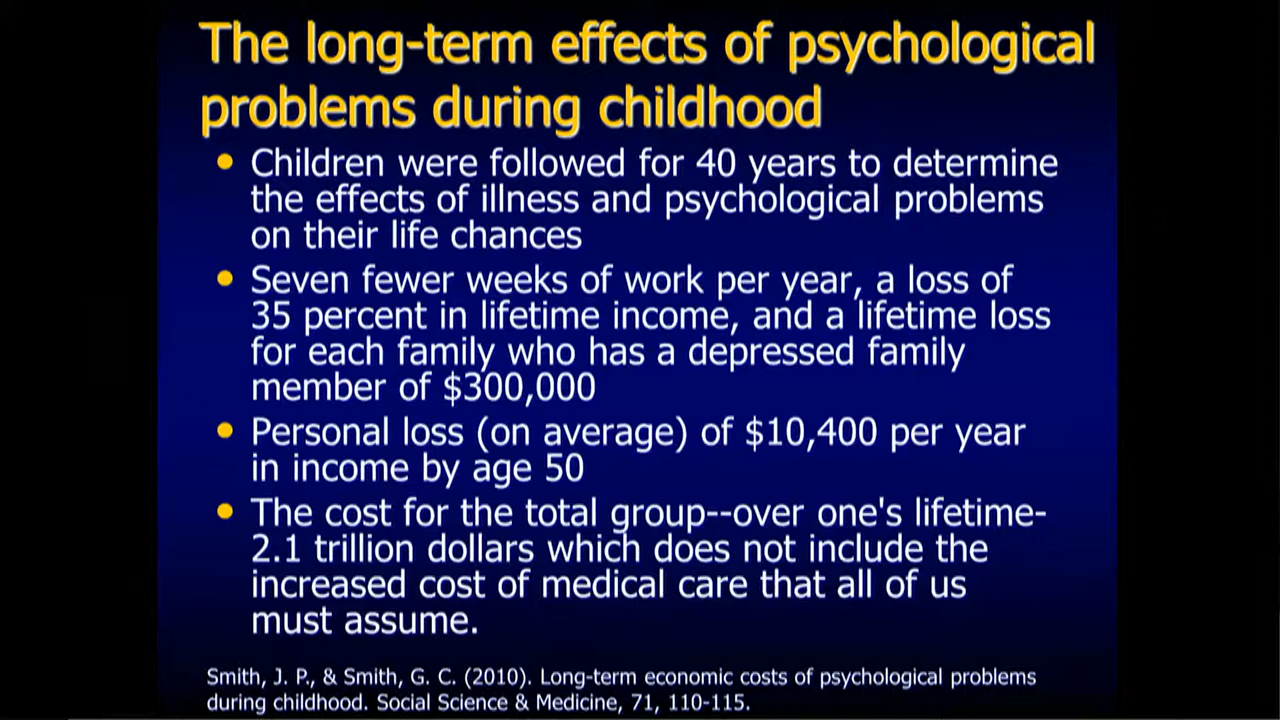 The long-term effects of psychological
problems during childhood
• Children were followed for 40 years to determine
the effects of illness and psychological problems
on their life chances
• Seven fewer weeks of work per year, a loss of
35 percent in lifetime income, and a lifetime loss
for each family who has a depressed family
member of $300,000
• Personal loss (on average) of $10,400 per year
in income by age 50
• The cost for the total group--over one's lifetime-
2.1 trillion dollars which does not include the
increased cost of medical care that all of us
must assume.
Smith, J. P., & Smith, G. C. (2010). Long-term economic costs of psychological problems
during childhood. Social Science & Medicine, 71, 110-115.